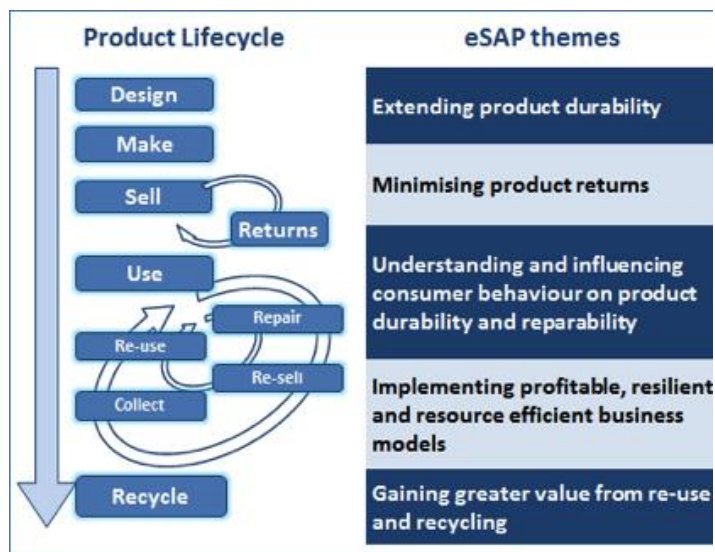 Product Lifecycle
Design
Make
Sell
Returns
Use
Repair
Re-use
Re-sell
Collect
Recycle
eSAP themes
Extending product durability
Minimising product returns
Understanding and influencing
consumer behaviour on product
durability and reparability
Implementing profitable, resilient
and resource efficient business
models
Gaining greater value from re-use
and recycling